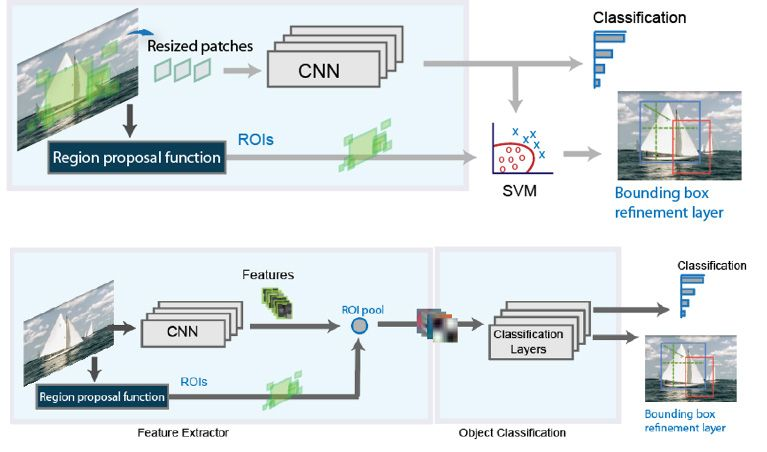 Classification
Resized patches
CNN
ROIs
Region proposal function
SVM
Bounding box
refinement layer
Features
Classification
ROI pool
CNN
Classification
Layers
ROIs
Region proposal function
Bounding box
refinement layer
Feature Extractor
Object Classification